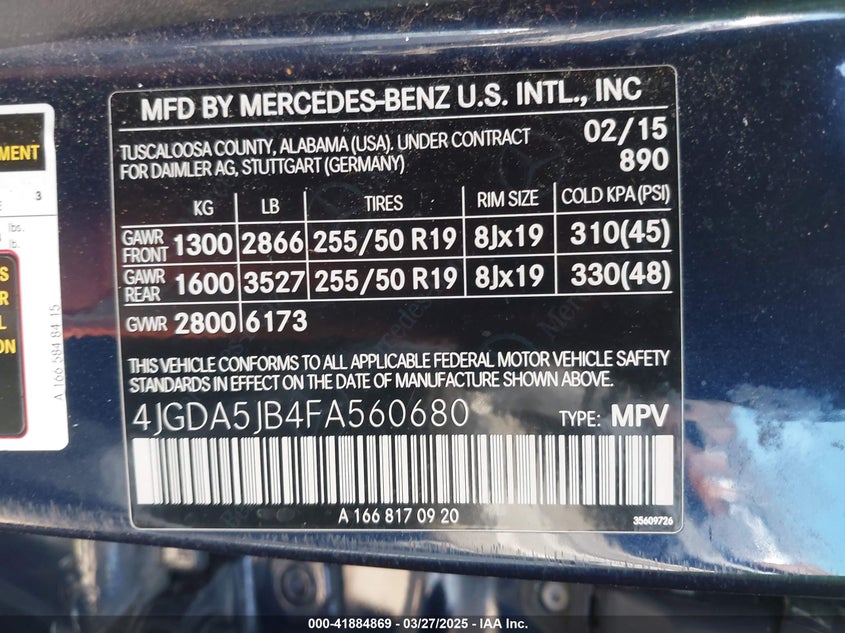 MFD BY MERCEDES-BENZ U.S. INTL., INC
TUSCALOOSA COUNTY, ALABAMA (USA). UNDER CONTRACT
FOR DAIMLER AG, STUTTGART (GERMANY)
02/15
890
KG LB TIRES RIM SIZE COLD KPA (PSI)
GAWR FRONT 1300 2866 255/50 R19 8Jx19 310(45)
GAWR REAR 1600 3527 255/50 R19 8Jx19 330(48)
GVWR 2800 6173
THIS VEHICLE CONFORMS TO ALL APPLICABLE FEDERAL MOTOR VEHICLE SAFETY
STANDARDS IN EFFECT ON THE DATE OF MANUFACTURE SHOWN ABOVE.
4JGDA5JB4FA560680 TYPE: MPV
A 166 817 09 20
35609726
3
lbs.
lb.
A 166 584 84 15
000-41884869 — 03/27/2025 — IAA Inc.